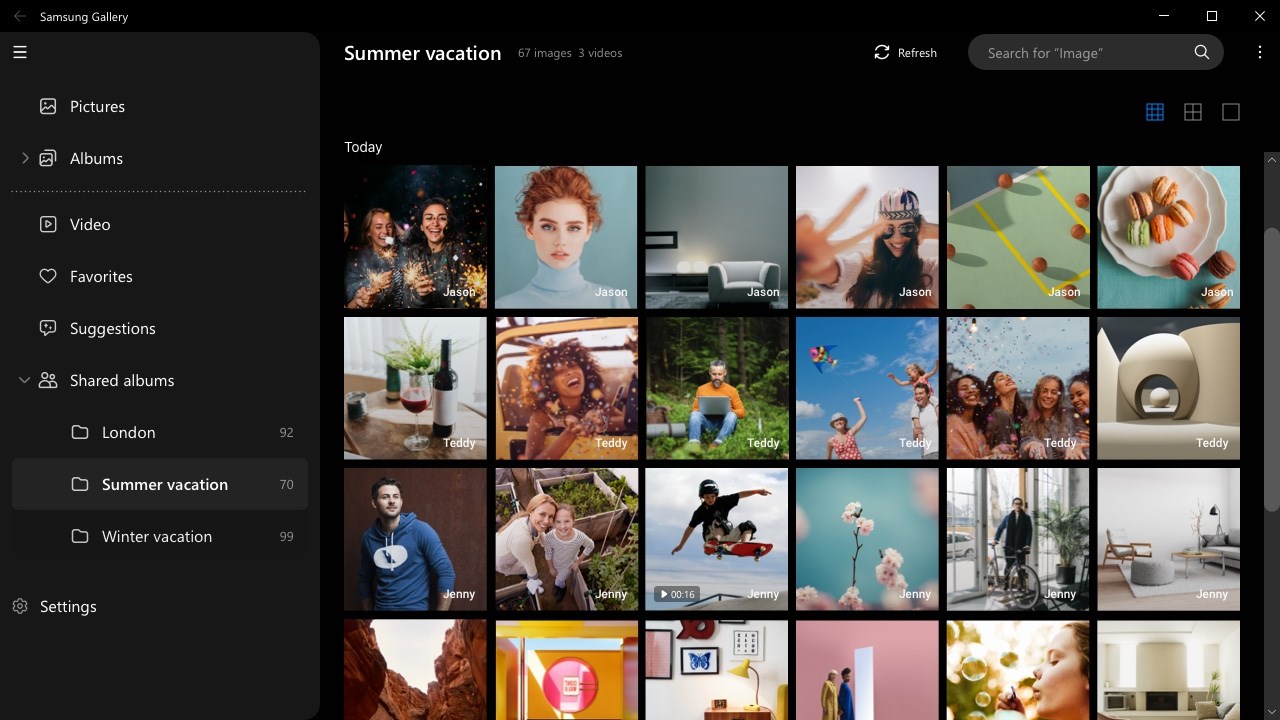 Samsung Gallery
Summer vacation 67 images 3 videos
Refresh
Search for “Image”
Pictures
Albums
Video
Favorites
Suggestions
Shared albums
London 92
Summer vacation 70
Winter vacation 99
Settings
Today
Jason Jason Jason Jason Jason Jason
Teddy Teddy Teddy Teddy Teddy Teddy
Jenny Jenny 00:16 Jenny Jenny Jenny Jenny